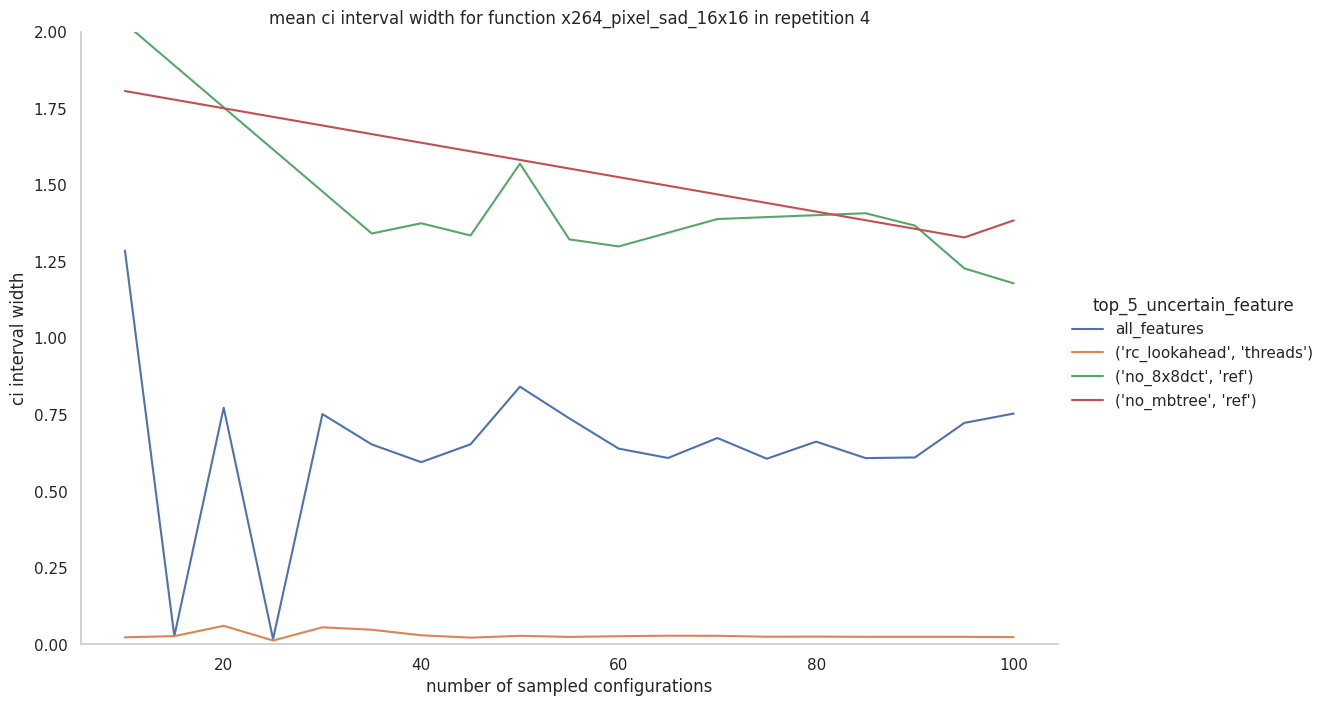 mean ci interval width for function x264_pixel_sad_16x16 in repetition 4
2.00
1.75
1.50
1.25
1.00
0.75
0.50
0.25
0.00
ci interval width
20
40
60
80
100
number of sampled configurations
top_5_uncertain_feature
all_features
('rc_lookahead', 'threads')
('no_8x8dct', 'ref')
('no_mbtree', 'ref')